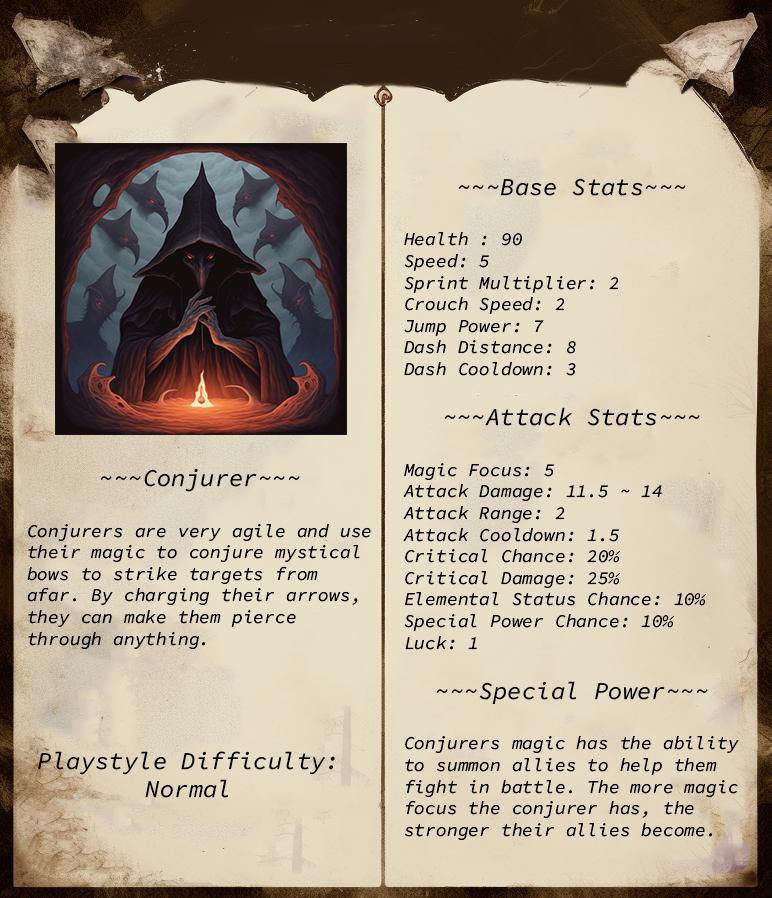 ~~~Conjurer~~~
Conjurers are very agile and use
their magic to conjure mystical
bows to strike targets from
afar. By charging their arrows,
they can make them pierce
through anything.
Playstyle Difficulty:
Normal
~~~Base Stats~~~
Health : 90
Speed: 5
Sprint Multiplier: 2
Crouch Speed: 2
Jump Power: 7
Dash Distance: 8
Dash Cooldown: 3
~~~Attack Stats~~~
Magic Focus: 5
Attack Damage: 11.5 ~ 14
Attack Range: 2
Attack Cooldown: 1.5
Critical Chance: 20%
Critical Damage: 25%
Elemental Status Chance: 10%
Special Power Chance: 10%
Luck: 1
~~~Special Power~~~
Conjurers magic has the ability
to summon allies to help them
fight in battle. The more magic
focus the conjurer has, the
stronger their allies become.